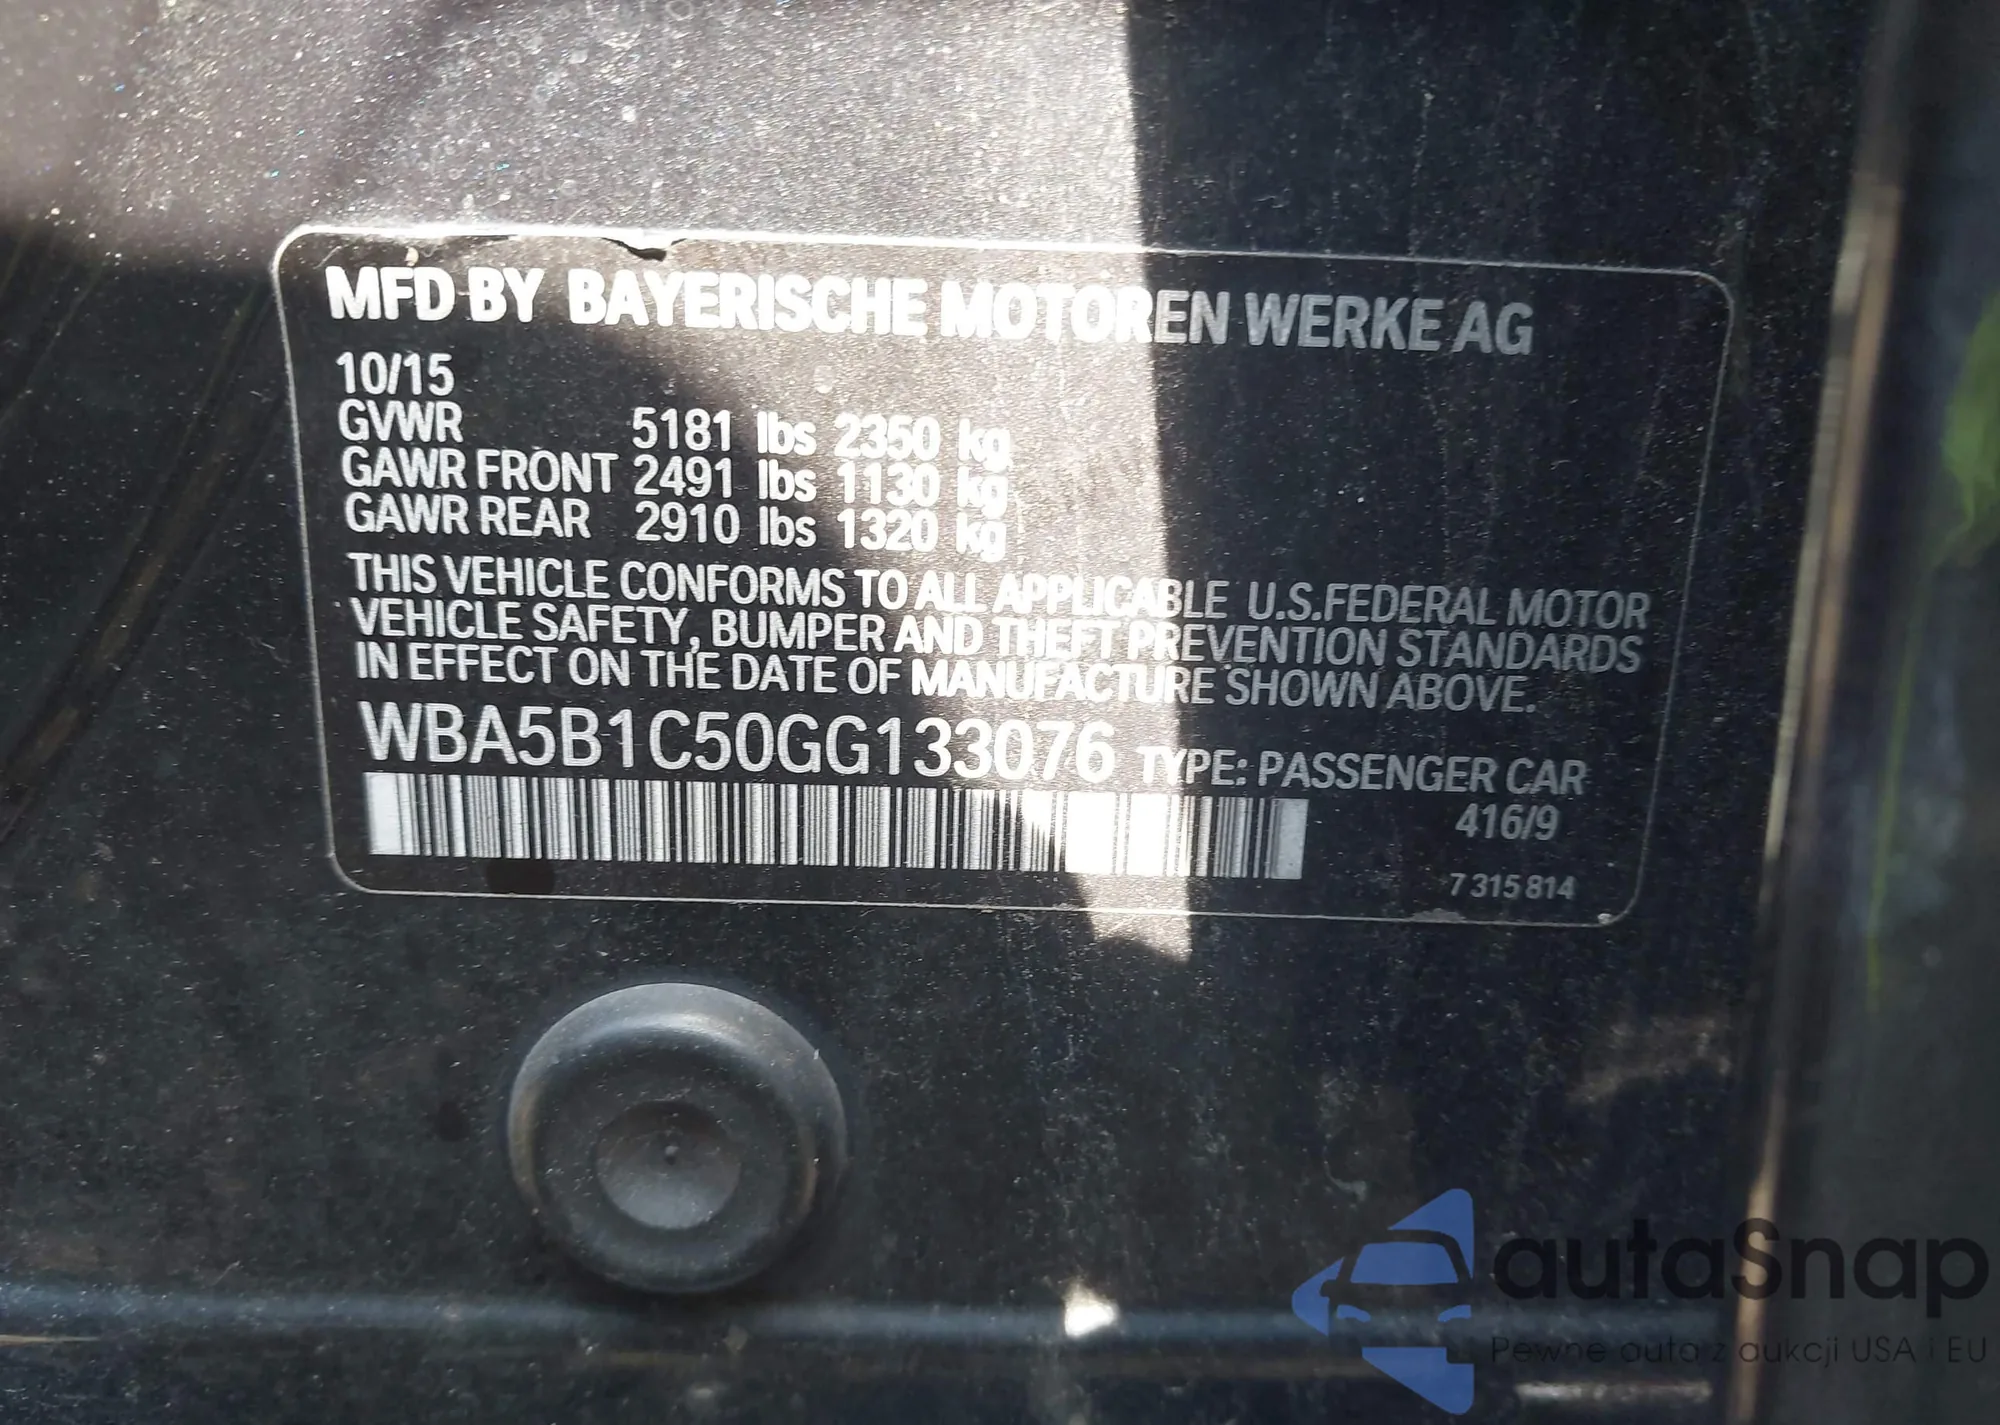 MFD BY BAYERISCHE MOTOREN WERKE AG
10/15
GVWR 5181 lbs 2350 kg
GAWR FRONT 2491 lbs 1130 kg
GAWR REAR 2910 lbs 1320 kg
THIS VEHICLE CONFORMS TO ALL APPLICABLE U.S.FEDERAL MOTOR
VEHICLE SAFETY, BUMPER AND THEFT PREVENTION STANDARDS
IN EFFECT ON THE DATE OF MANUFACTURE SHOWN ABOVE.
WBA5B1C50GG133076 TYPE: PASSENGER CAR
416/9
7 315 814
autaSnap
Pewne auta z aukcji USA i EU